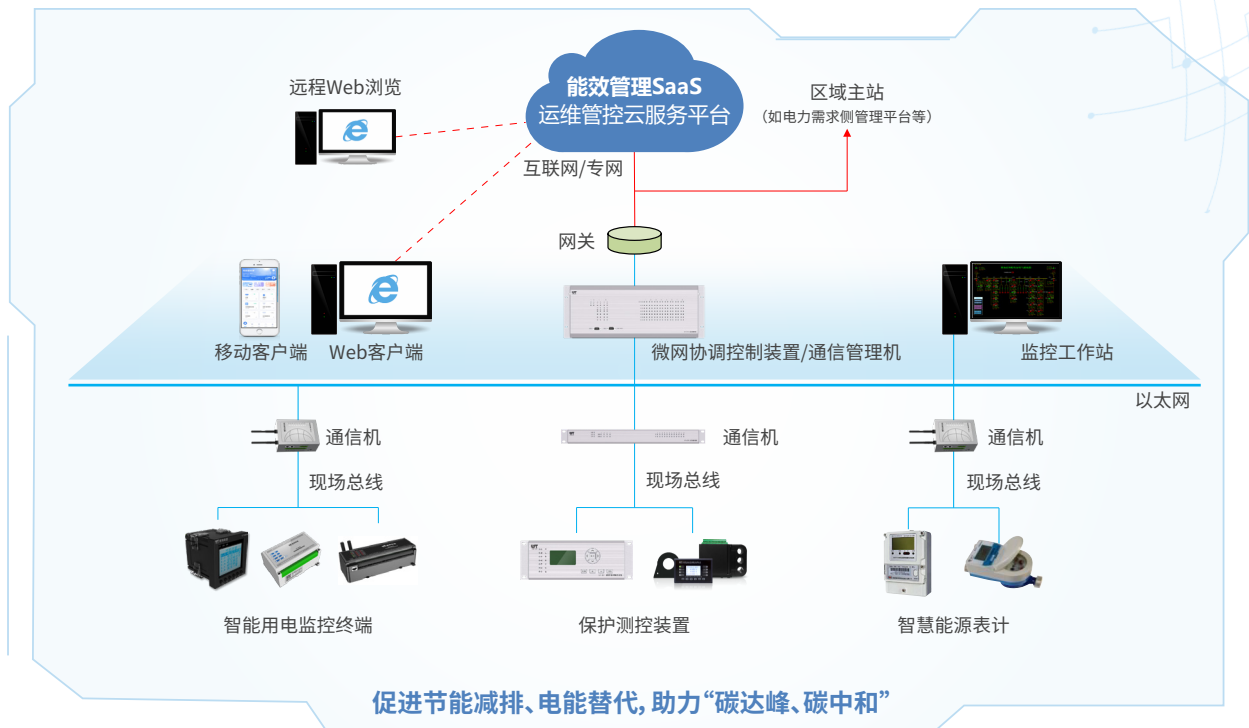 能效管理SaaS
运维管控云服务平台
远程Web浏览
区域主站
（如电力需求侧管理平台等）
互联网/专网
网关
移动客户端
Web客户端
微网协调控制装置/通信管理机
监控工作站
以太网
通信机
通信机
通信机
现场总线
现场总线
现场总线
智能用电监控终端
保护测控装置
智慧能源表计
促进节能减排、电能替代，助力“碳达峰、碳中和”